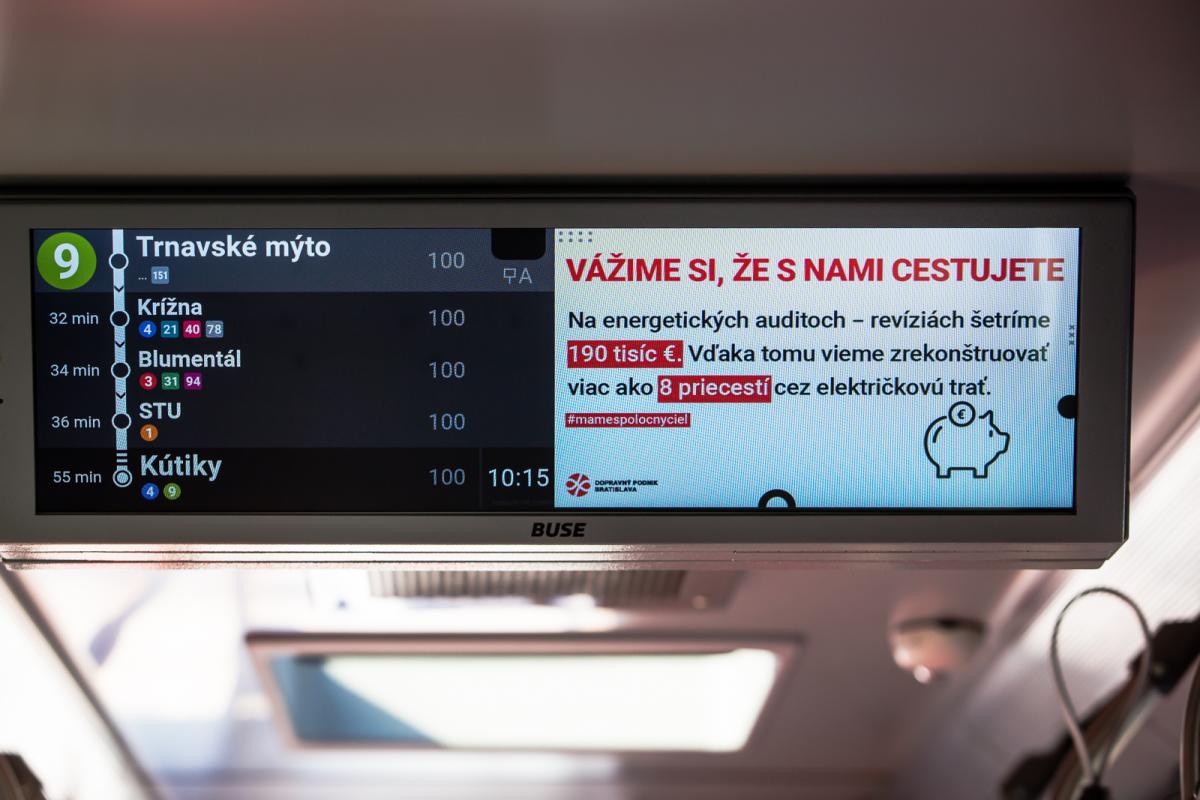 9 Trnavské mýto 100
... 151
A
32 min Krížna 100
4 21 40 78
34 min Blumentál 100
3 31 94
36 min STU 100
1
55 min Kútiky 100 10:15
4 9
VÁŽIME SI, ŽE S NAMI CESTUJETE
Na energetických auditoch – revíziách šetríme
190 tisíc €. Vďaka tomu vieme zrekonštruovať
viac ako 8 priecestí cez električkovú trať.
#mamespolocnyciel
€
DOPRAVNÝ PODNIK
BRATISLAVA
BUSE